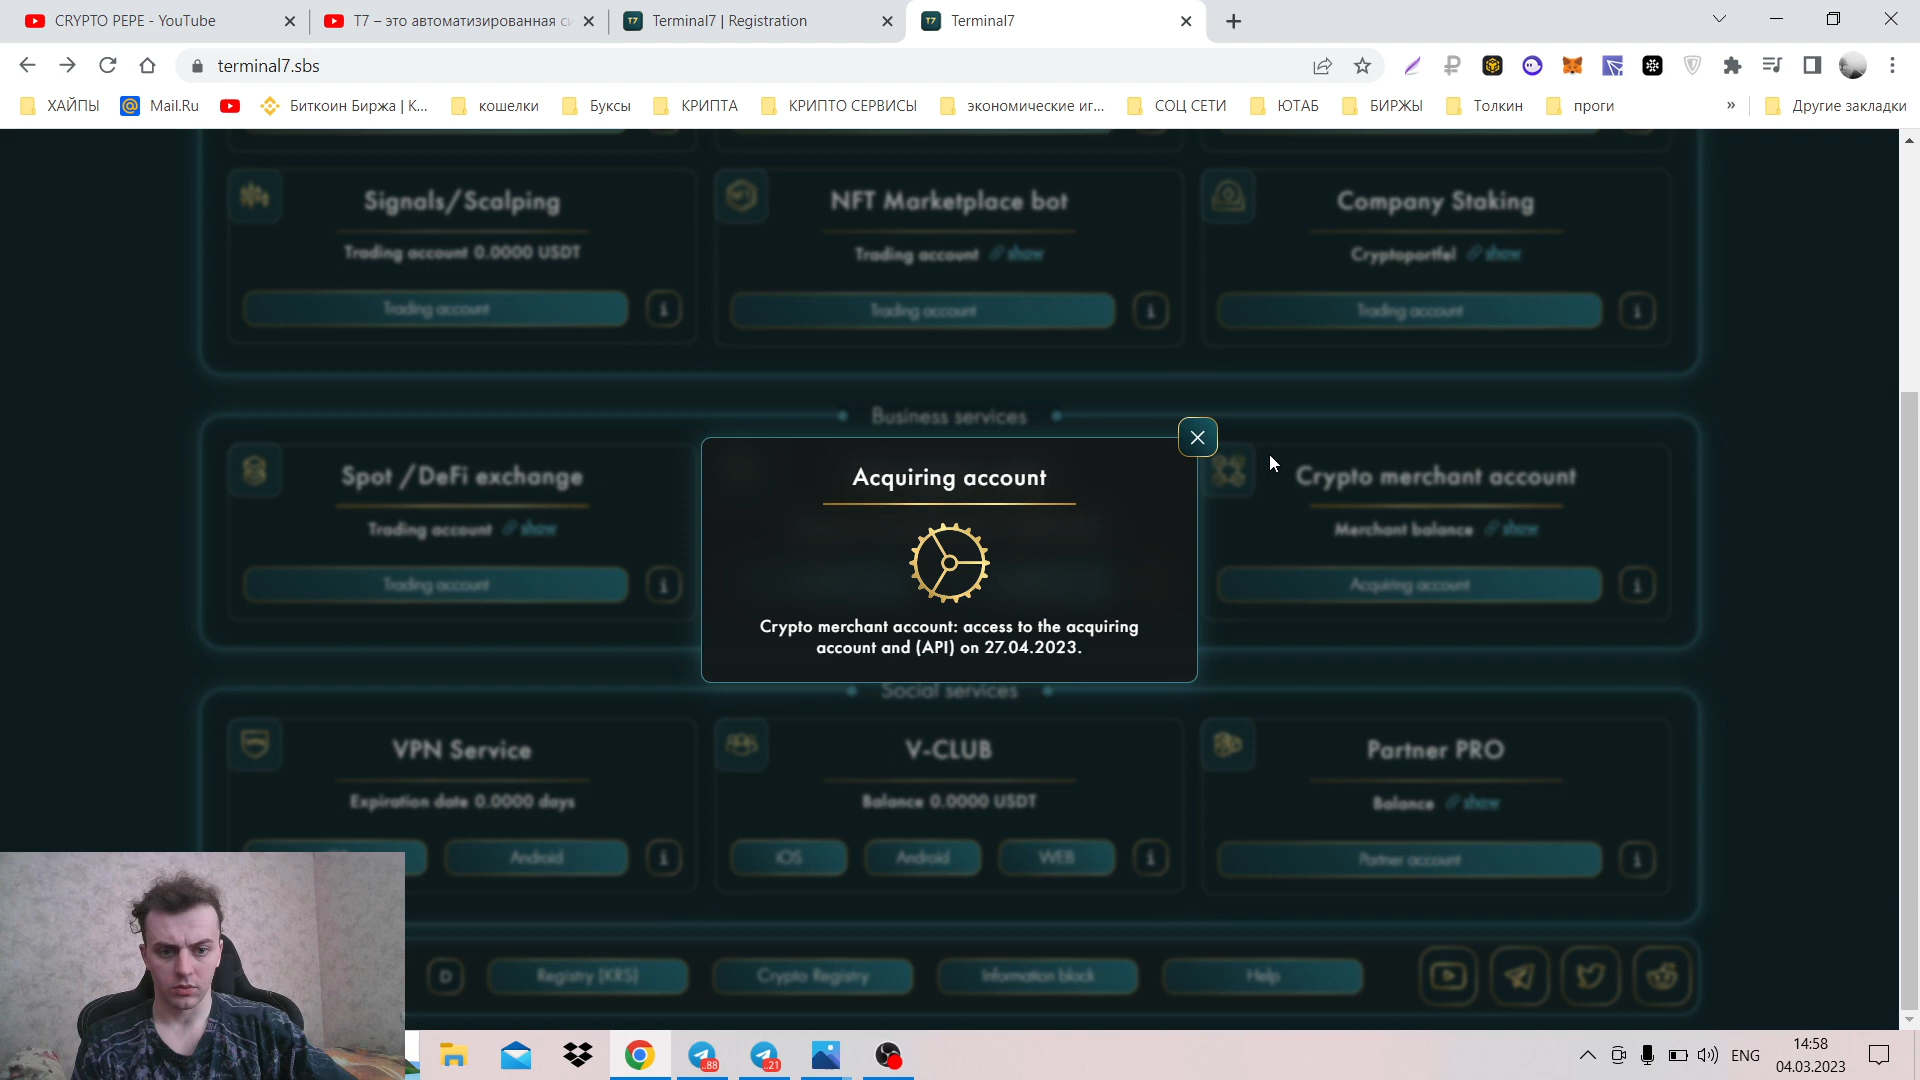 CRYPTO PEPE - YouTube
T7 – это автоматизированная с
Terminal7 | Registration
Terminal7
terminal7.sbs
ХАЙПЫ
Mail.Ru
Биткоин Биржа | К...
кошелки
Буксы
КРИПТА
КРИПТО СЕРВИСЫ
экономические иг...
СОЦ СЕТИ
ЮТАБ
БИРЖЫ
Толкин
проги
»
Другие закладки
Signals/Scalping
NFT Marketplace bot
Company Staking
Trading account 0.0000 USDT
Trading account show
Cryptoportfel show
Trading account
i
Trading account
i
Trading account
i
Business services
Spot /DeFi exchange
Acquiring account
Crypto merchant account
Trading account show
Merchant balance show
Trading account
i
Acquiring account
i
Crypto merchant account: access to the acquiring
account and (API) on 27.04.2023.
Social services
VPN Service
V-CLUB
Partner PRO
Expiration date 0.0000 days
Balance 0.0000 USDT
Balance show
Android
i
iOS
Android
WEB
i
Partner account
i
D
Registry (KRS)
Crypto Registry
Information block
Help
..88
..21
ENG
14:58
04.03.2023